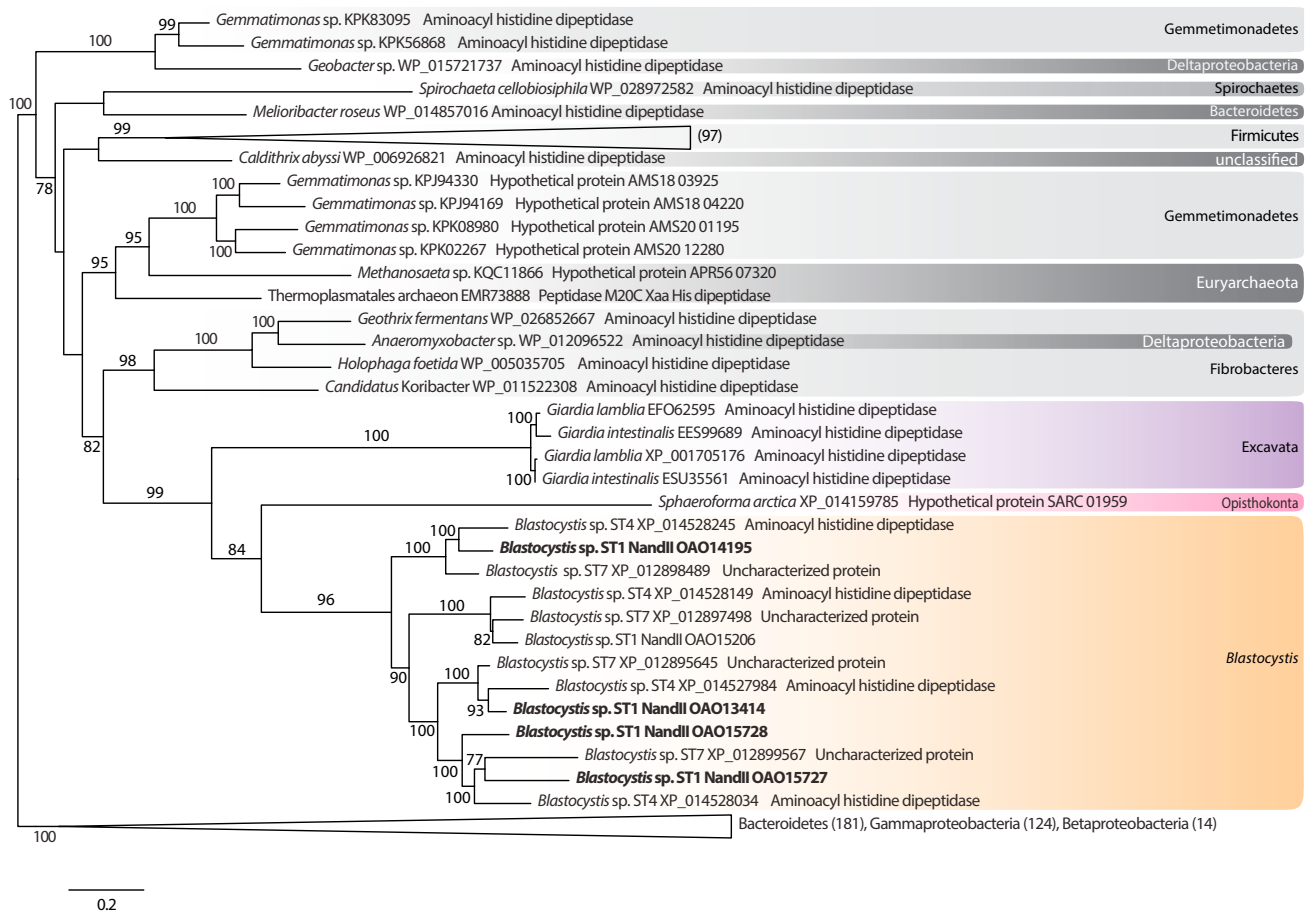 99
Gemmatimonas sp. KPK83095 Aminoacyl histidine dipeptidase
Gemmetimonadetes
100
Gemmatimonas sp. KPK56868 Aminoacyl histidine dipeptidase
Geobacter sp. WP_015721737 Aminoacyl histidine dipeptidase
Deltaproteobacteria
Spirochaeta cellobiosiphila WP_028972582 Aminoacyl histidine dipeptidase
Spirochaetes
100
Melioribacter roseus WP_014857016 Aminoacyl histidine dipeptidase
Bacteroidetes
99
(97)
Firmicutes
Caldithrix abyssi WP_006926821 Aminoacyl histidine dipeptidase
unclassified
78
100
Gemmatimonas sp. KPJ94330 Hypothetical protein AMS18 03925
100
Gemmatimonas sp. KPJ94169 Hypothetical protein AMS18 04220
Gemmetimonadetes
95
Gemmatimonas sp. KPK08980 Hypothetical protein AMS20 01195
100
Gemmatimonas sp. KPK02267 Hypothetical protein AMS20 12280
95
Methanosaeta sp. KQC11866 Hypothetical protein APR56 07320
Euryarchaeota
Thermoplasmatales archaeon EMR73888 Peptidase M20C Xaa His dipeptidase
100
Geothrix fermentans WP_026852667 Aminoacyl histidine dipeptidase
100
Anaeromyxobacter sp. WP_012096522 Aminoacyl histidine dipeptidase
Deltaproteobacteria
98
Holophaga foetida WP_005035705 Aminoacyl histidine dipeptidase
Fibrobacteres
Candidatus Koribacter WP_011522308 Aminoacyl histidine dipeptidase
100
Giardia lamblia EFO62595 Aminoacyl histidine dipeptidase
82
100
Giardia intestinalis EES99689 Aminoacyl histidine dipeptidase
Excavata
Giardia lamblia XP_001705176 Aminoacyl histidine dipeptidase
100
Giardia intestinalis ESU35561 Aminoacyl histidine dipeptidase
99
Sphaeroforma arctica XP_014159785 Hypothetical protein SARC 01959
Opisthokonta
100
Blastocystis sp. ST4 XP_014528245 Aminoacyl histidine dipeptidase
84
100
Blastocystis sp. ST1 NandII OAO14195
Blastocystis sp. ST7 XP_012898489 Uncharacterized protein
96
100
Blastocystis sp. ST4 XP_014528149 Aminoacyl histidine dipeptidase
Blastocystis sp. ST7 XP_012897498 Uncharacterized protein
82
Blastocystis sp. ST1 NandII OAO15206
Blastocystis
90
100
Blastocystis sp. ST7 XP_012895645 Uncharacterized protein
Blastocystis sp. ST4 XP_014527984 Aminoacyl histidine dipeptidase
93
Blastocystis sp. ST1 NandII OAO13414
100
Blastocystis sp. ST1 NandII OAO15728
77
Blastocystis sp. ST7 XP_012899567 Uncharacterized protein
100
Blastocystis sp. ST1 NandII OAO15727
100
Blastocystis sp. ST4 XP_014528034 Aminoacyl histidine dipeptidase
100
Bacteroidetes (181), Gammaproteobacteria (124), Betaproteobacteria (14)
0.2